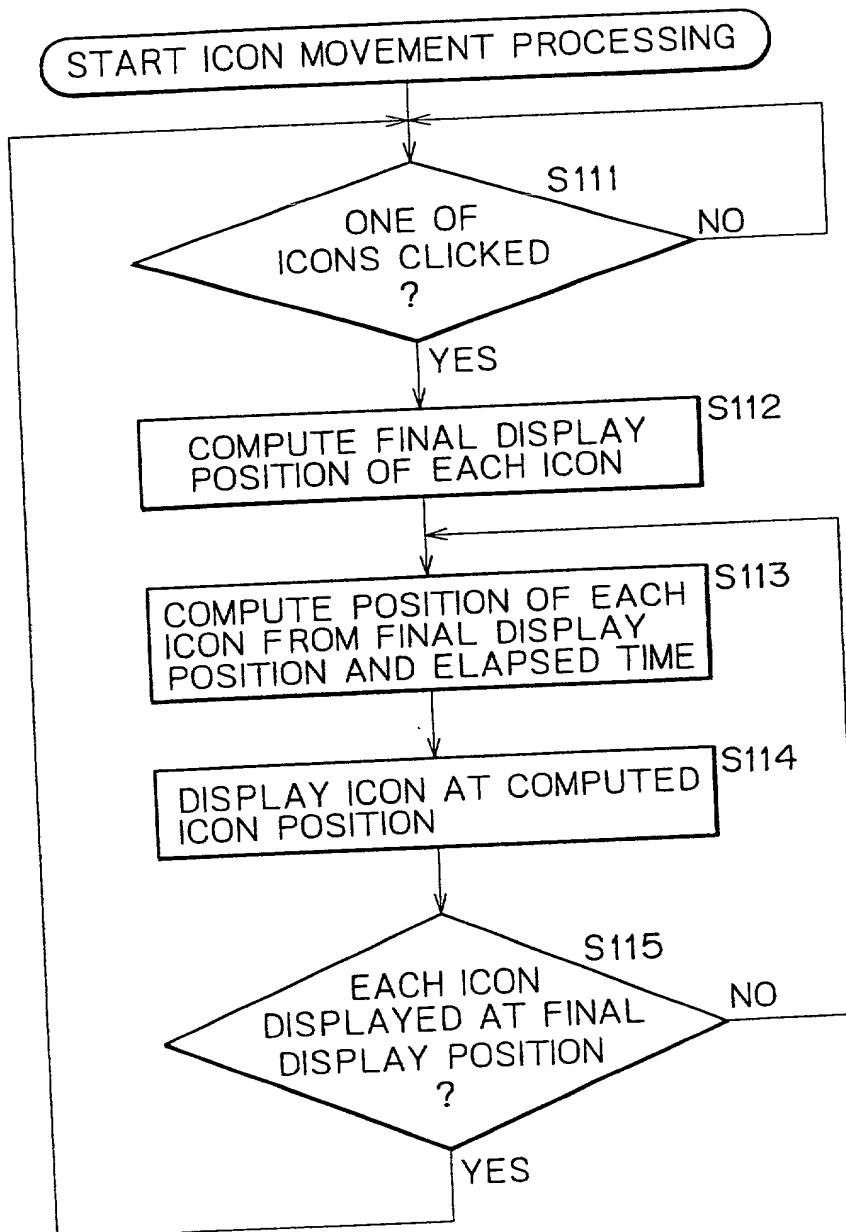 START ICON MOVEMENT PROCESSING
S111
ONE OF
ICONS CLICKED
?
NO
YES
S112
COMPUTE FINAL DISPLAY
POSITION OF EACH ICON
S113
COMPUTE POSITION OF EACH
ICON FROM FINAL DISPLAY
POSITION AND ELAPSED TIME
S114
DISPLAY ICON AT COMPUTED
ICON POSITION
S115
EACH ICON
DISPLAYED AT FINAL
DISPLAY POSITION
?
NO
YES